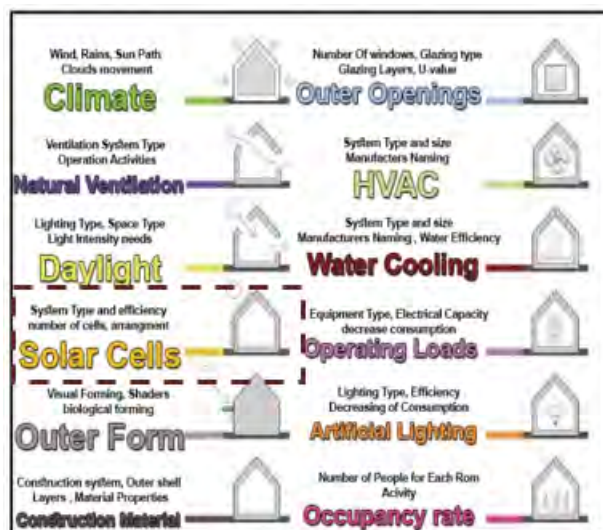 Wind, Rains, Sun Path
Clouds movement
Climate
Number Of windows, Glazing type
Glazing Layers, U-value
Outer Openings
Ventilation System Type
Operation Activities
Natural Ventilation
System Type and size
Manufacters Naming
HVAC
Lighting Type, Space Type
Light Intensity needs
Daylight
System Type and size
Manufacturers Naming , Water Efficiency
Water Cooling
System Type and efficiency
number of cells, arrangment
Solar Cells
Equipment Type, Electrical Capacity
decrease consumption
Operating Loads
Visual Forming, Shaders
biological forming
Outer Form
Lighting Type, Efficiency
Decreasing of Consumption
Artificial Lighting
Construction system, Outer shell
Layers , Material Properties
Construction Material
Number of People for Each Rom
Acivity
Occupancy rate